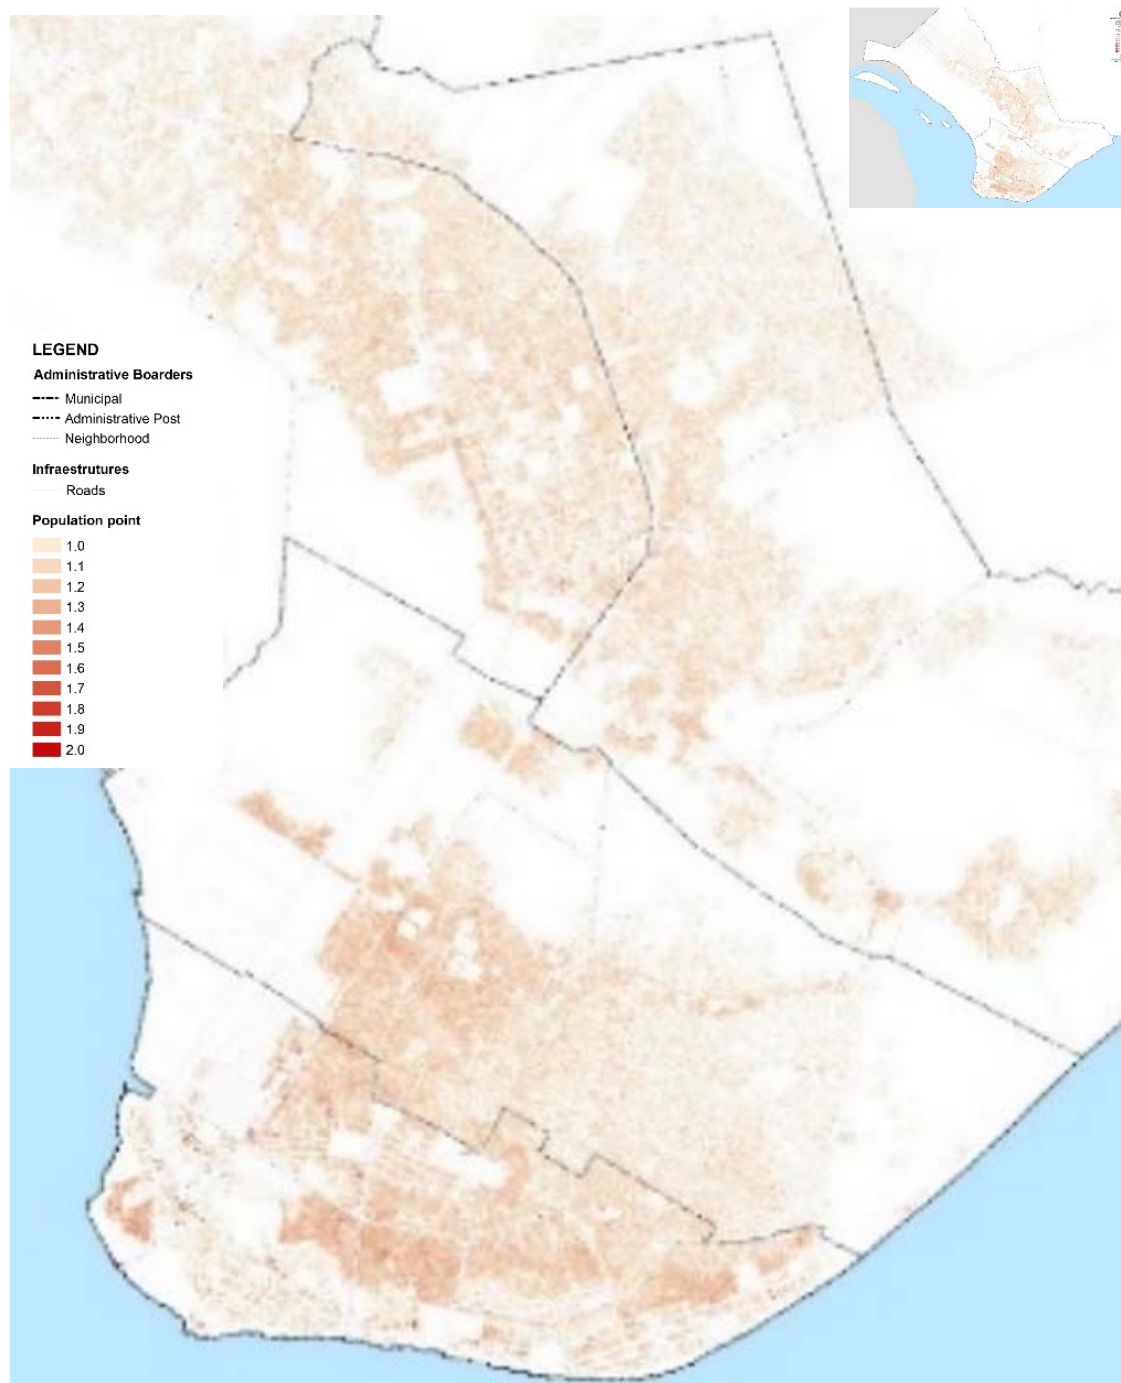 LEGEND
Administrative Boarders
Municipal
Administrative Post
Neighborhood
Infraestrutures
Roads
Population point
1.0
1.1
1.2
1.3
1.4
1.5
1.6
1.7
1.8
1.9
2.0